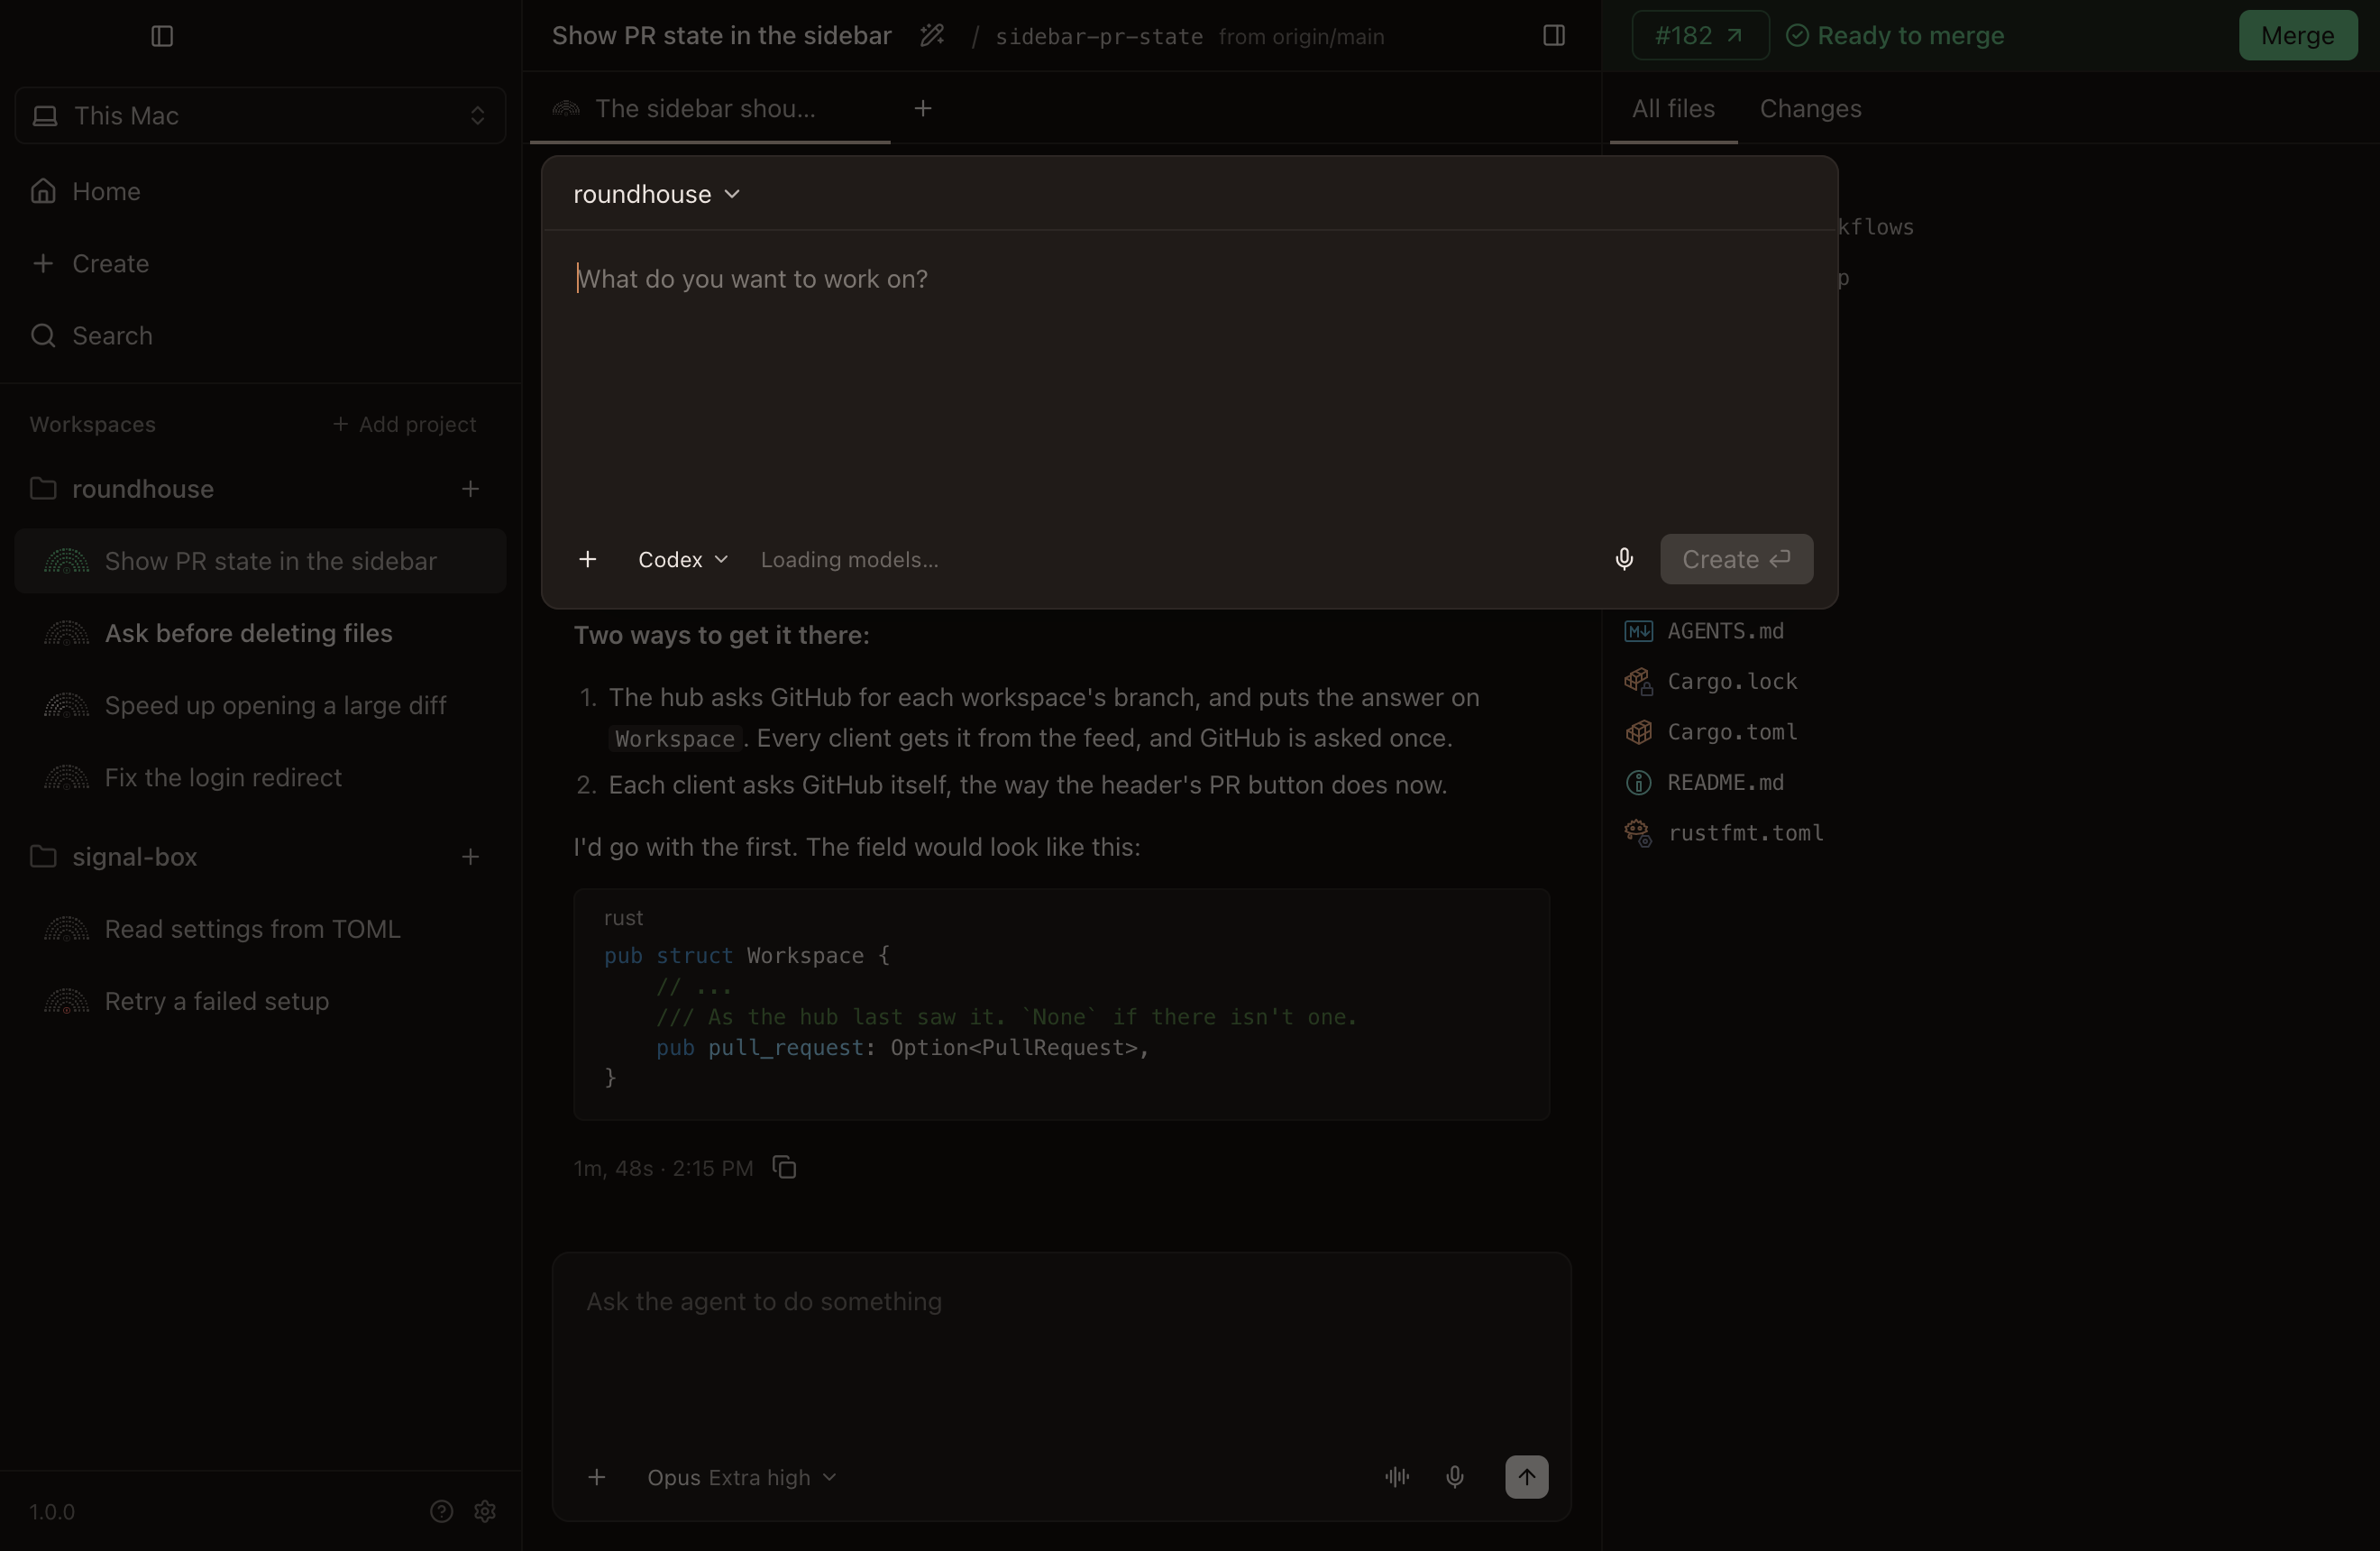 Show PR state in the sidebar / sidebar-pr-state from origin/main
#182 Ready to merge
Merge
This Mac
The sidebar shou...
All files Changes
Home
Create
Search
Workspaces
Add project
roundhouse
Show PR state in the sidebar
Ask before deleting files
Speed up opening a large diff
Fix the login redirect
signal-box
Read settings from TOML
Retry a failed setup
1.0.0
roundhouse
What do you want to work on?
Codex Loading models...
Create
Two ways to get it there:
1. The hub asks GitHub for each workspace's branch, and puts the answer on
Workspace. Every client gets it from the feed, and GitHub is asked once.
2. Each client asks GitHub itself, the way the header's PR button does now.
I'd go with the first. The field would look like this:
rust
pub struct Workspace {
// ...
/// As the hub last saw it. `None` if there isn't one.
pub pull_request: Option<PullRequest>,
}
1m, 48s · 2:15 PM
Ask the agent to do something
Opus Extra high
kflows
p
AGENTS.md
Cargo.lock
Cargo.toml
README.md
rustfmt.toml